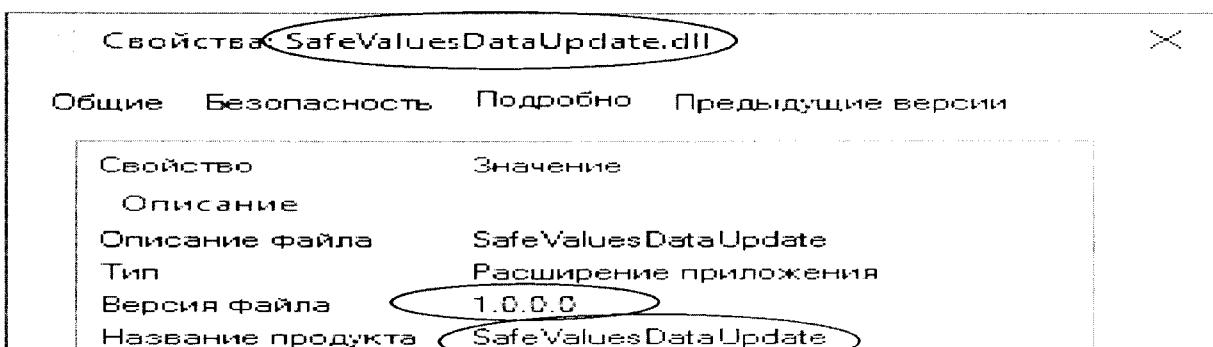 Свойства: SafeValuesDataUpdate.dll
Общие Безопасность Подробно Предыдущие версии
Свойство Значение
Описание
Описание файла SafeValuesDataUpdate
Тип Расширение приложения
Версия файла 1.0.0.0
Название продукта SafeValuesDataUpdate